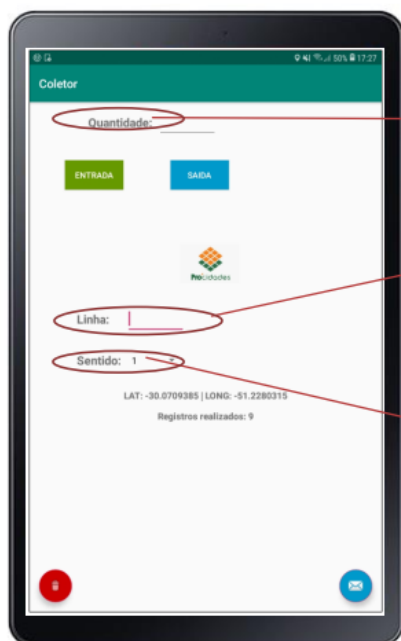 50% 17:27
Coletor
Quantidade:
ENTRADA SAIDA
ProCidades
Linha:
Sentido: 1
LAT: -30.0709385 | LONG: -51.2280315
Registros realizados: 9